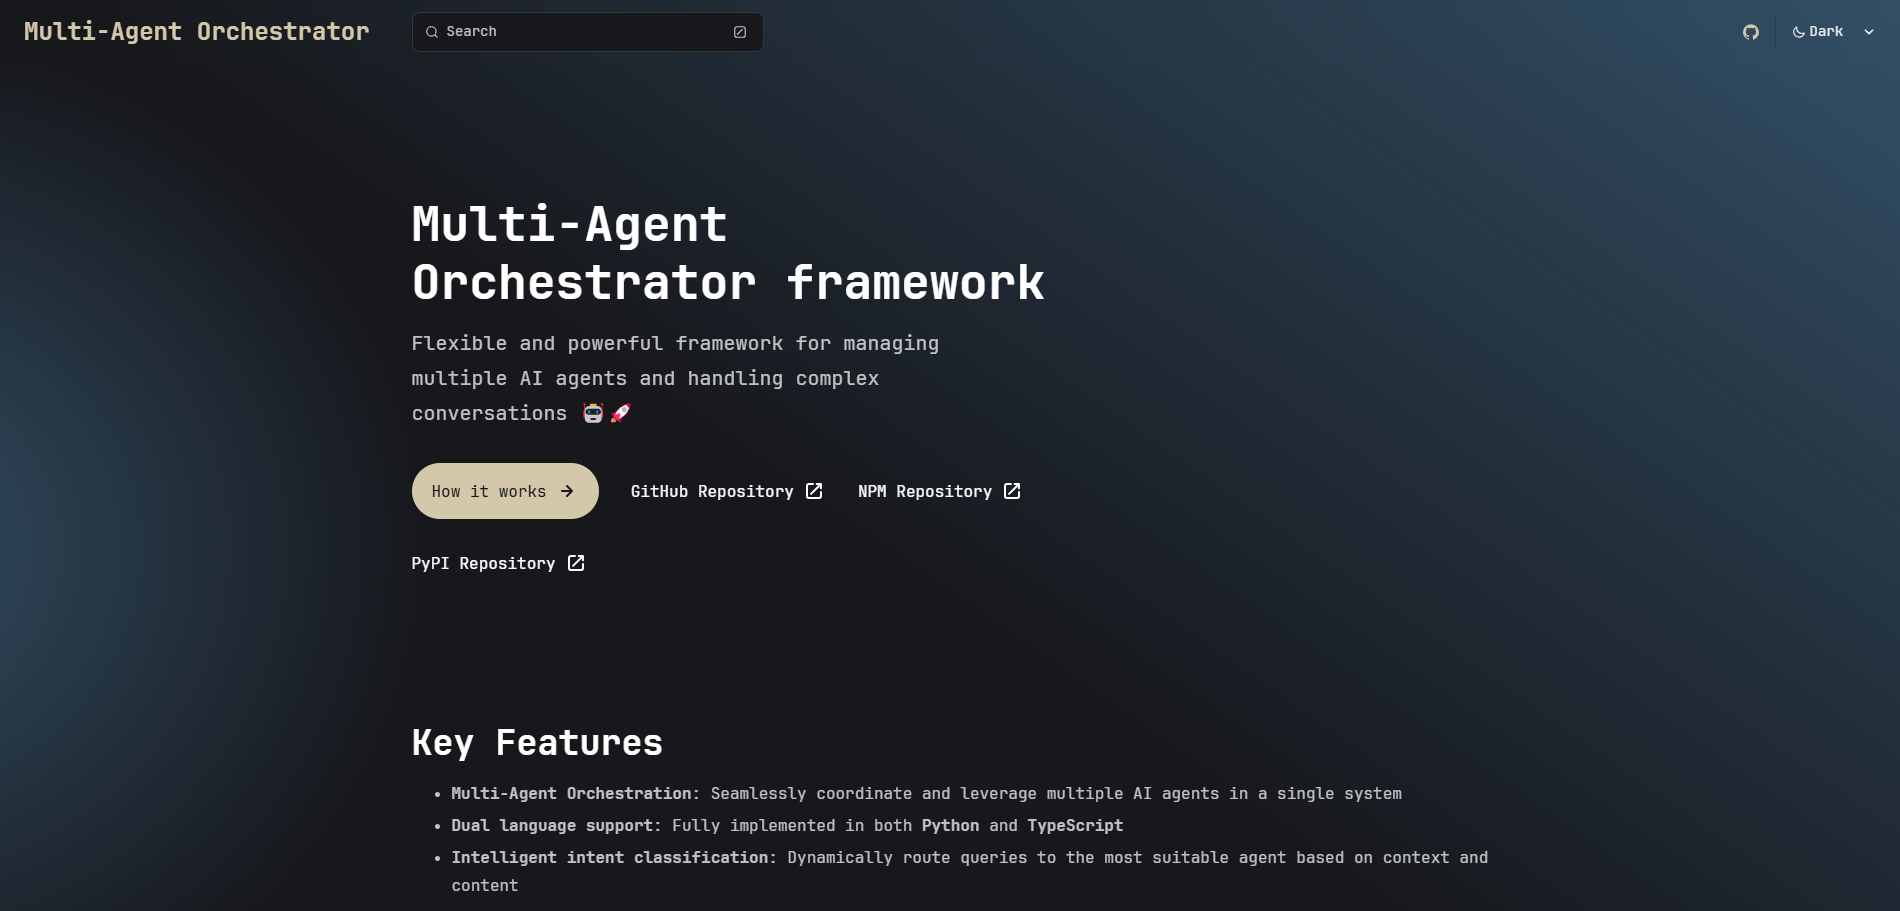 Multi-Agent Orchestrator
Search
Dark
Multi-Agent
Orchestrator framework
Flexible and powerful framework for managing
multiple AI agents and handling complex
conversations 🤖🚀
How it works
GitHub Repository
NPM Repository
PyPI Repository
Key Features
• Multi-Agent Orchestration: Seamlessly coordinate and leverage multiple AI agents in a single system
• Dual language support: Fully implemented in both Python and TypeScript
• Intelligent intent classification: Dynamically route queries to the most suitable agent based on context and
content